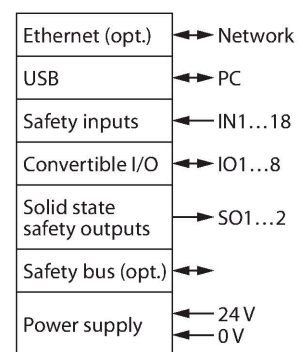 Ethernet (opt.) Network
USB PC
Safety inputs IN1...18
Convertible I/O IO1...8
Solid state
safety outputs SO1...2
Safety bus (opt.)
Power supply 24 V
0 V